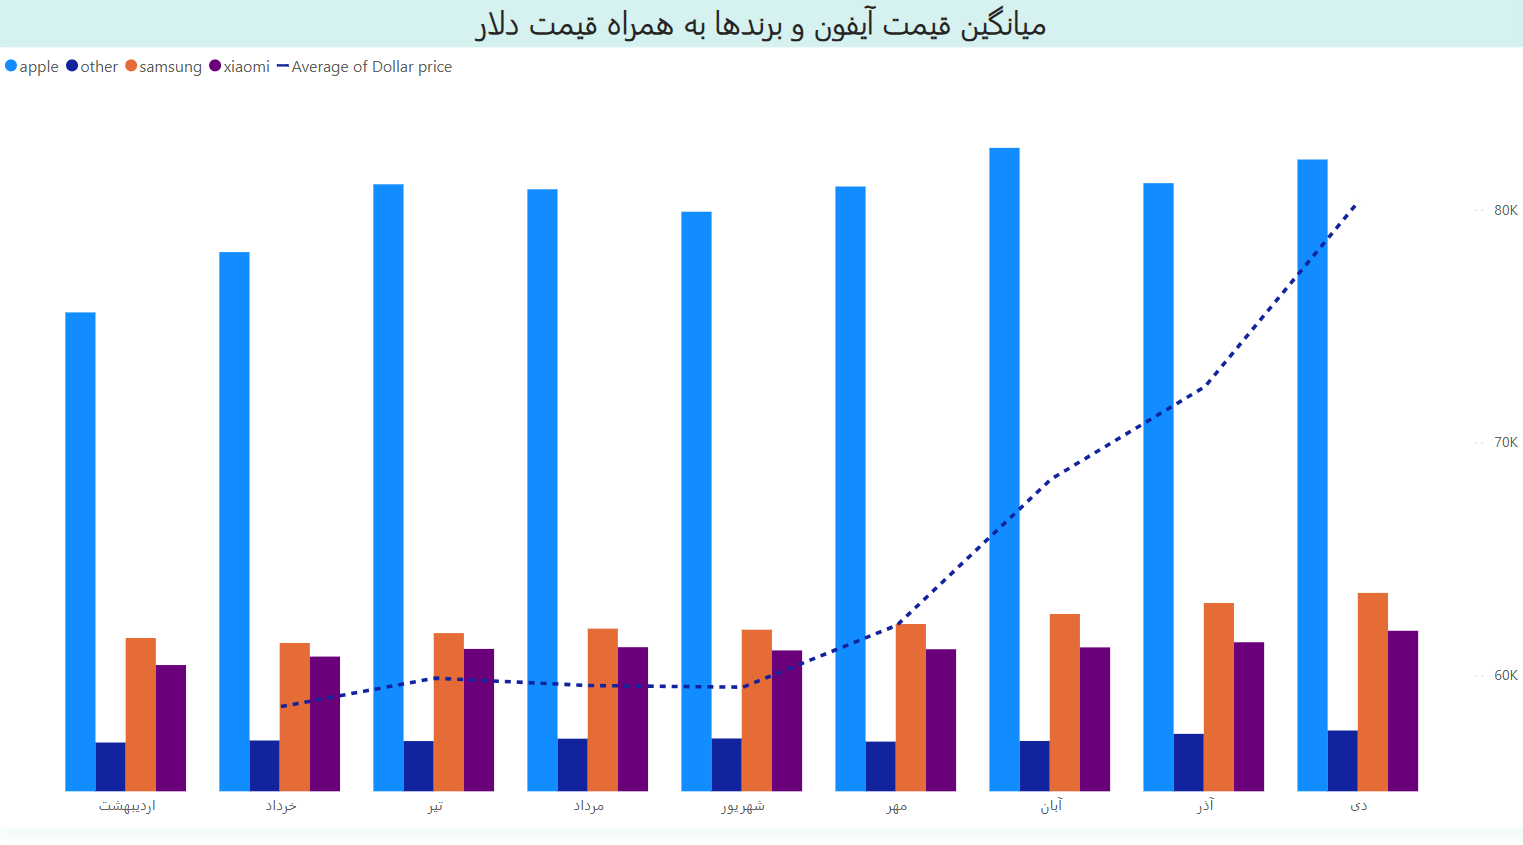 میانگین قیمت آیفون و برندها به همراه قیمت دلار
apple other samsung xiaomi Average of Dollar price
80K
70K
60K
اردیبهشت خرداد تیر مرداد شهریور مهر آبان آذر دی